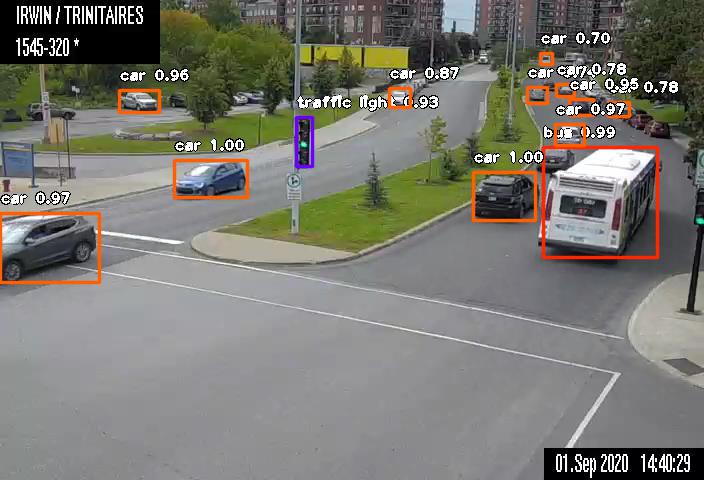 IRWIN / TRINITAIRES
1545-320 *
car 0.70
car 0.96
car 0.87
car
0.78
car 0.95
0.78
traffic light 0.93
car 0.97
bus 0.99
car 1.00
car 1.00
car 0.97
01.Sep 2020 14:40:29